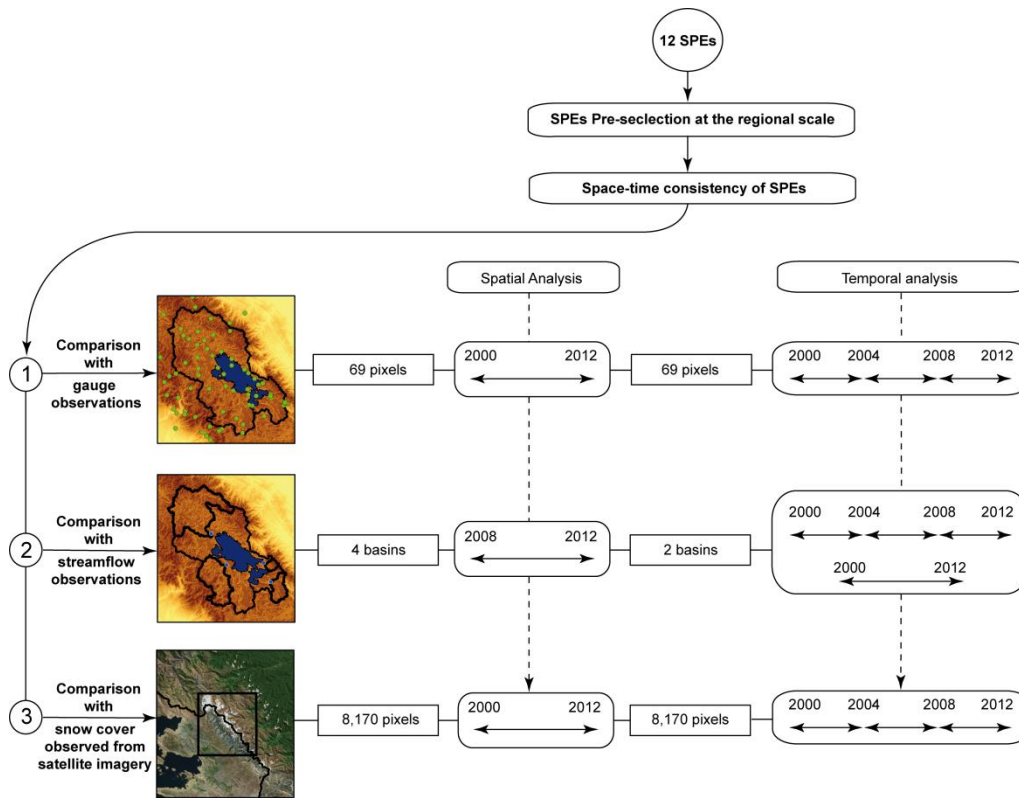 12 SPEs
SPEs Pre-seclection at the regional scale
Space-time consistency of SPEs
Spatial Analysis
Temporal analysis
1
Comparison
with
gauge
observations
69 pixels
2000 2012
69 pixels
2000 2004 2008 2012
2
Comparison
with
streamflow
observations
4 basins
2008 2012
2 basins
2000 2004 2008 2012
2000 2012
3
Comparison
with
snow cover
observed from
satellite imagery
8,170 pixels
2000 2012
8,170 pixels
2000 2004 2008 2012